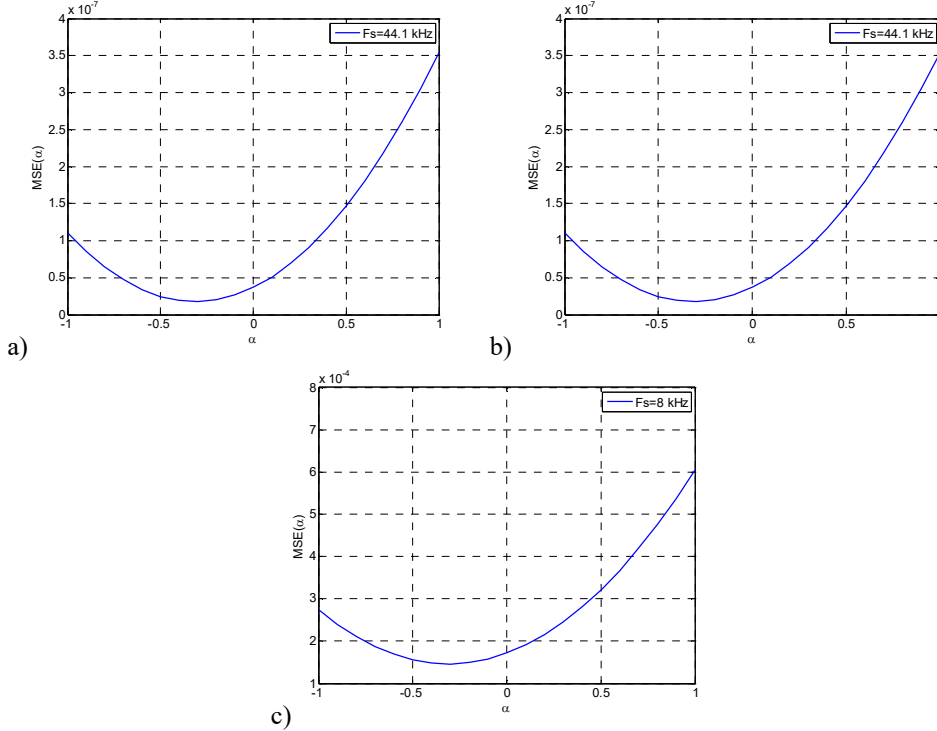 x 10^-7
4
3.5
3
2.5
2
1.5
1
0.5
0
MSE(α)
-1
-0.5
0
0.5
1
α
Fs=44.1 kHz
a)
x 10^-7
4
3.5
3
2.5
2
1.5
1
0.5
0
MSE(α)
-1
-0.5
0
0.5
α
Fs=44.1 kHz
b)
x 10^-4
8
7
6
5
4
3
2
1
MSE(α)
-1
-0.5
0
0.5
1
α
Fs=8 kHz
c)